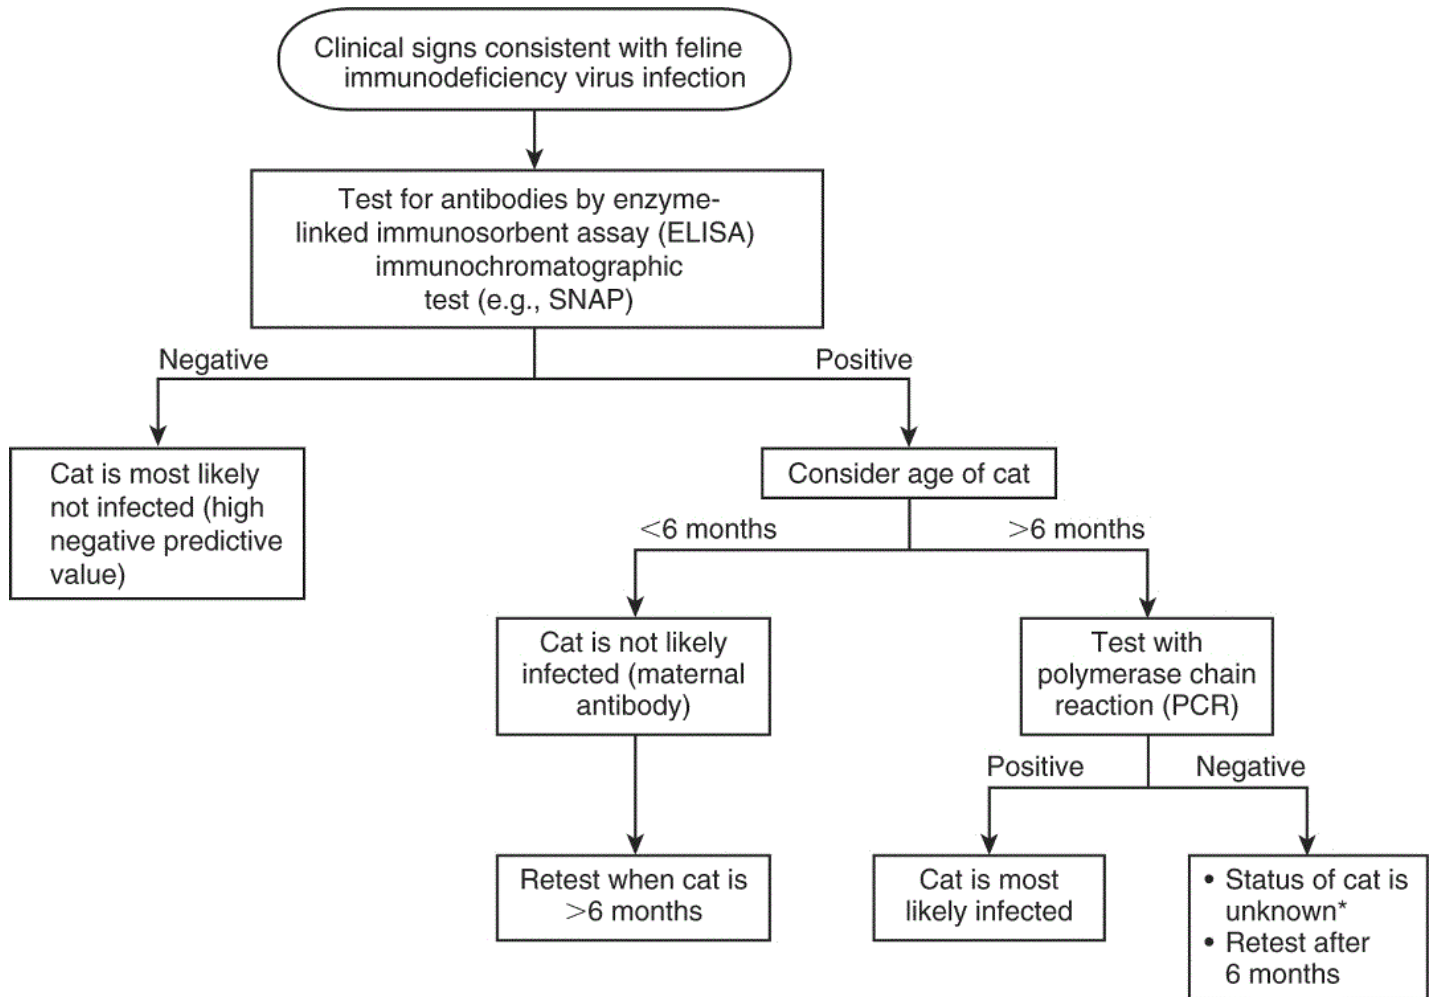 Clinical signs consistent with feline
immunodeficiency virus infection
Test for antibodies by enzyme-
linked immunosorbent assay (ELISA)
immunochromatographic
test (e.g., SNAP)
Negative
Positive
Cat is most likely
not infected (high
negative predictive
value)
Consider age of cat
<6 months
>6 months
Cat is not likely
infected (maternal
antibody)
Test with
polymerase chain
reaction (PCR)
Positive
Negative
Retest when cat is
>6 months
Cat is most
likely infected
• Status of cat is
unknown*
• Retest after
6 months